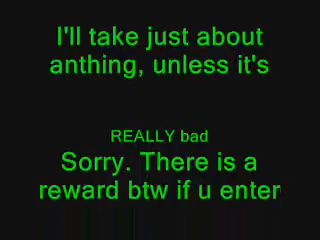 I'll take just about
anthing, unless it's
REALLY bad
Sorry. There is a
reward btw if u enter